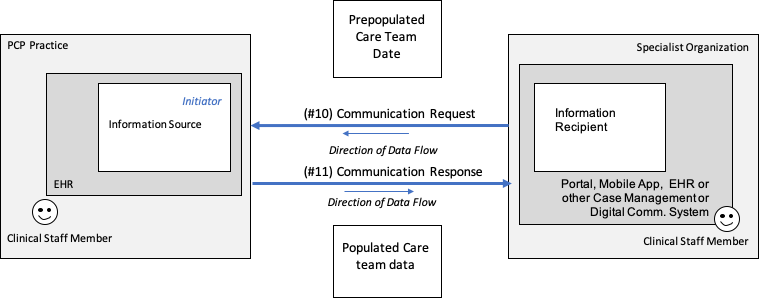 Prepopulated
Care Team
Date
PCP Practice
Specialist Organization
Initiator
Information Source
EHR
Clinical Staff Member
(#10) Communication Request
Direction of Data Flow
(#11) Communication Response
Direction of Data Flow
Information
Recipient
Portal, Mobile App,  EHR or
other Case Management or
Digital Comm. System
Clinical Staff Member
Populated Care
team data